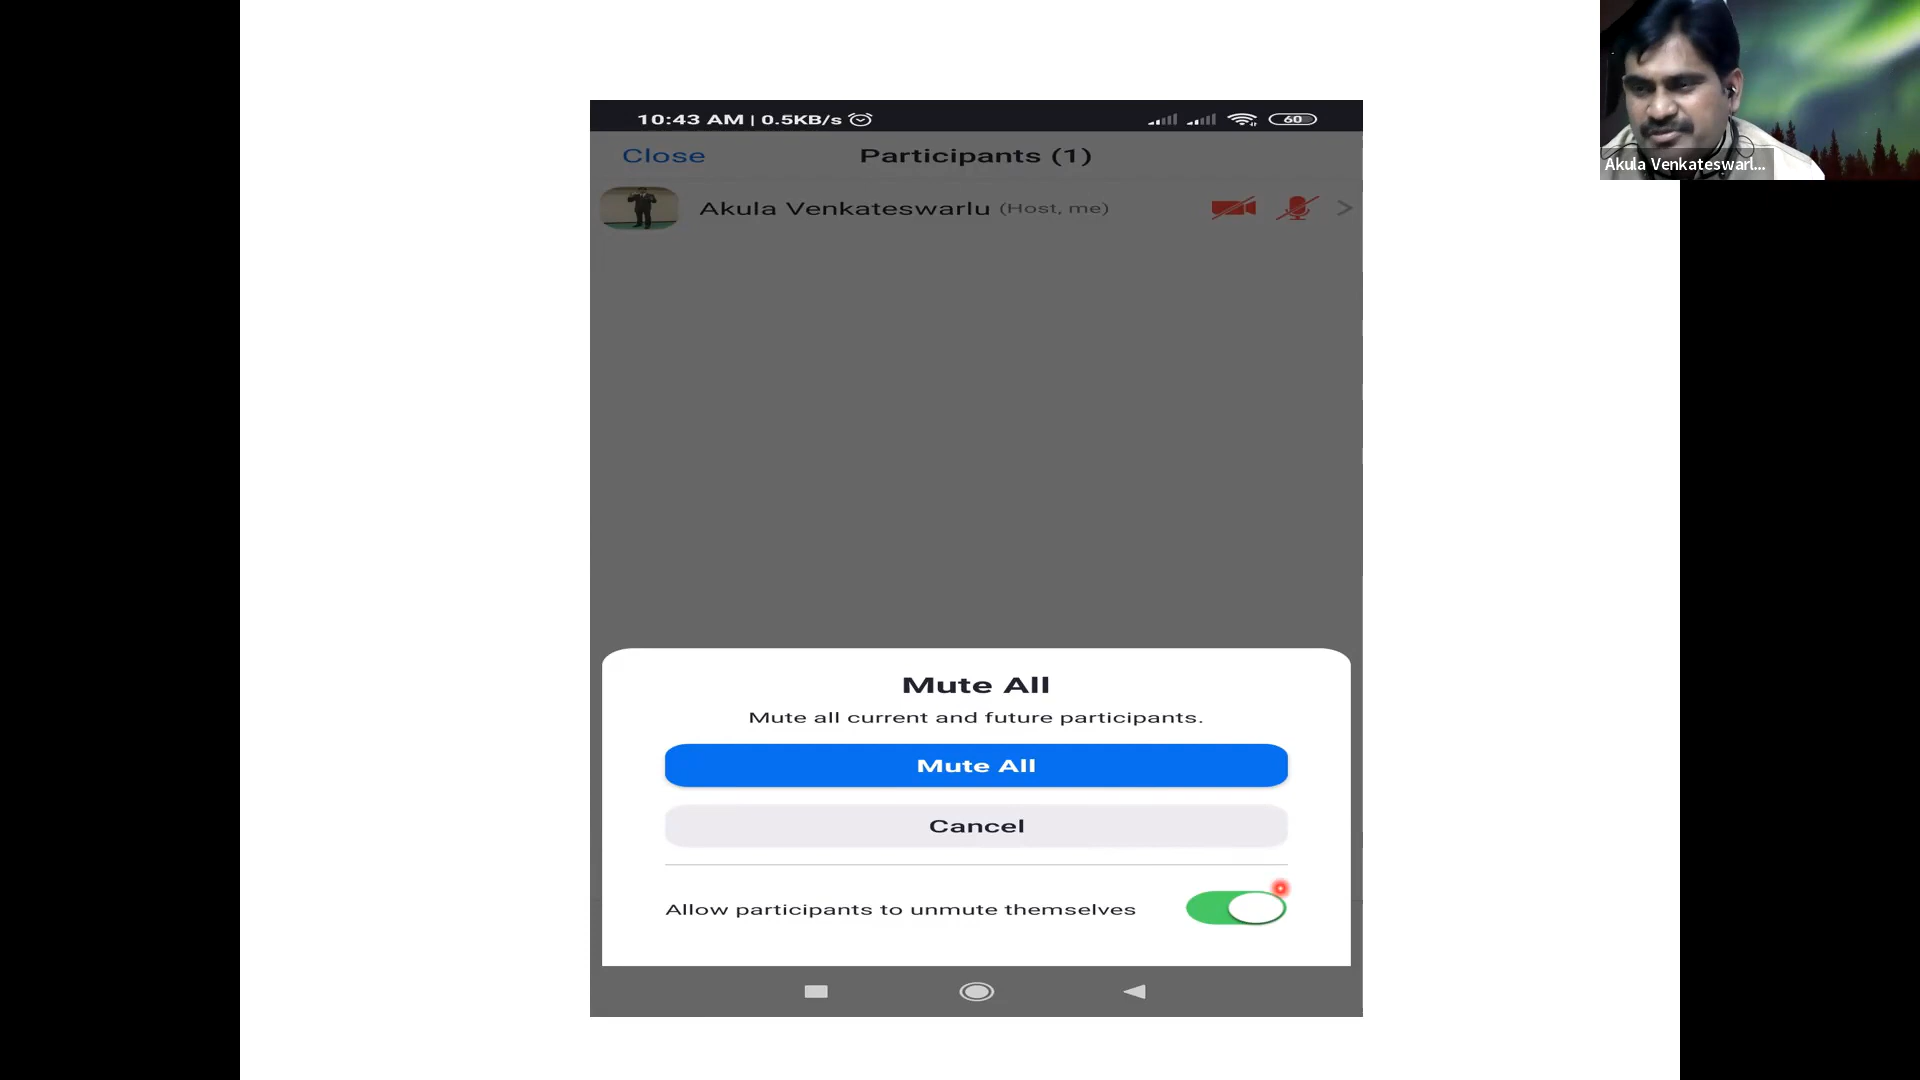 10:43 AM | 0.5KB/s
60
Close
Participants (1)
Akula Venkateswarlu (Host, me)
Akula Venkateswarl...
Mute All
Mute all current and future participants.
Mute All
Cancel
Allow participants to unmute themselves